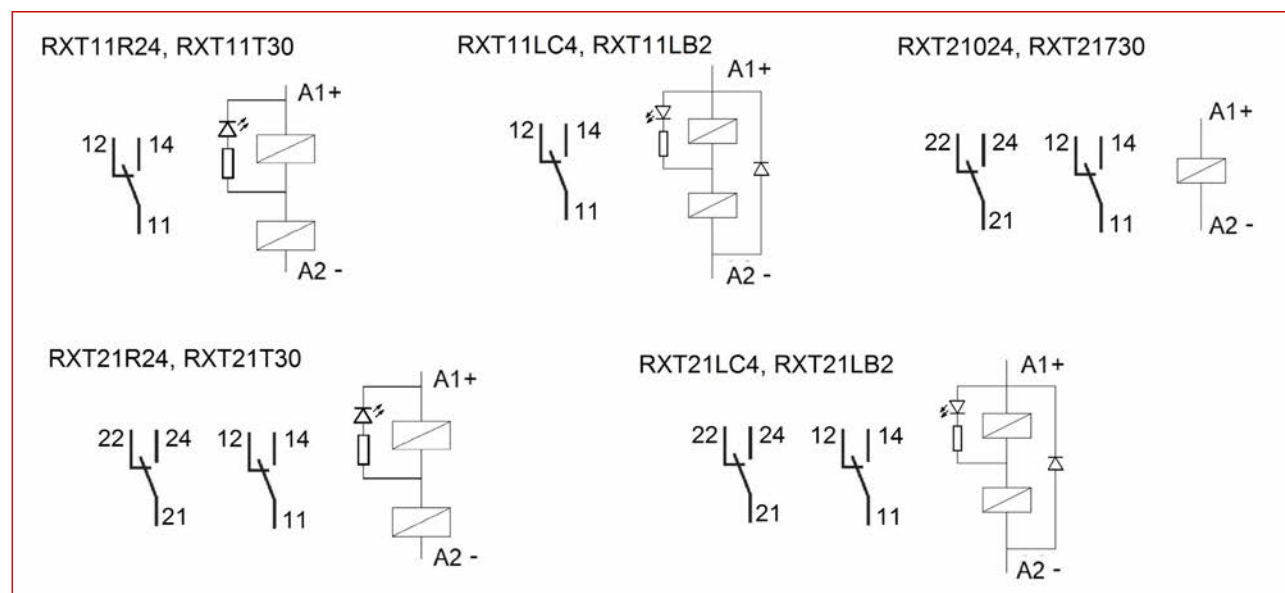 RXT11R24, RXT11T30
A1+
12 14
11
A2 -
RXT11LC4, RXT11LB2
A1+
12 14
11
A2 -
RXT21024, RXT21730
A1+
22 24 12 14
21 11
A2 -
RXT21R24, RXT21T30
A1+
22 24 12 14
21 11
A2 -
RXT21LC4, RXT21LB2
A1+
22 24 12 14
21 11
A2 -